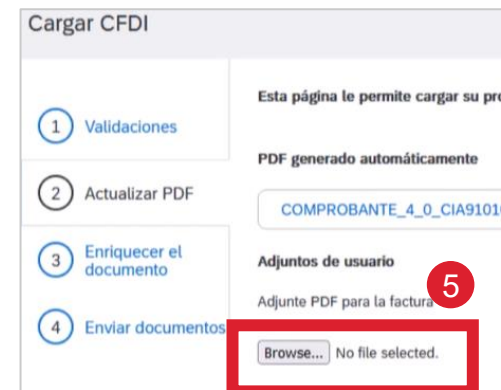 Cargar CFDI
1 Validaciones
2 Actualizar PDF
3 Enriquecer el
documento
4 Enviar documentos
Esta página le permite cargar su
PDF generado automáticamente
COMPROBANTE_4_0_CIA9101
Adjuntos de usuario
5
Adjunte PDF para la factura
Browse... No file selected.